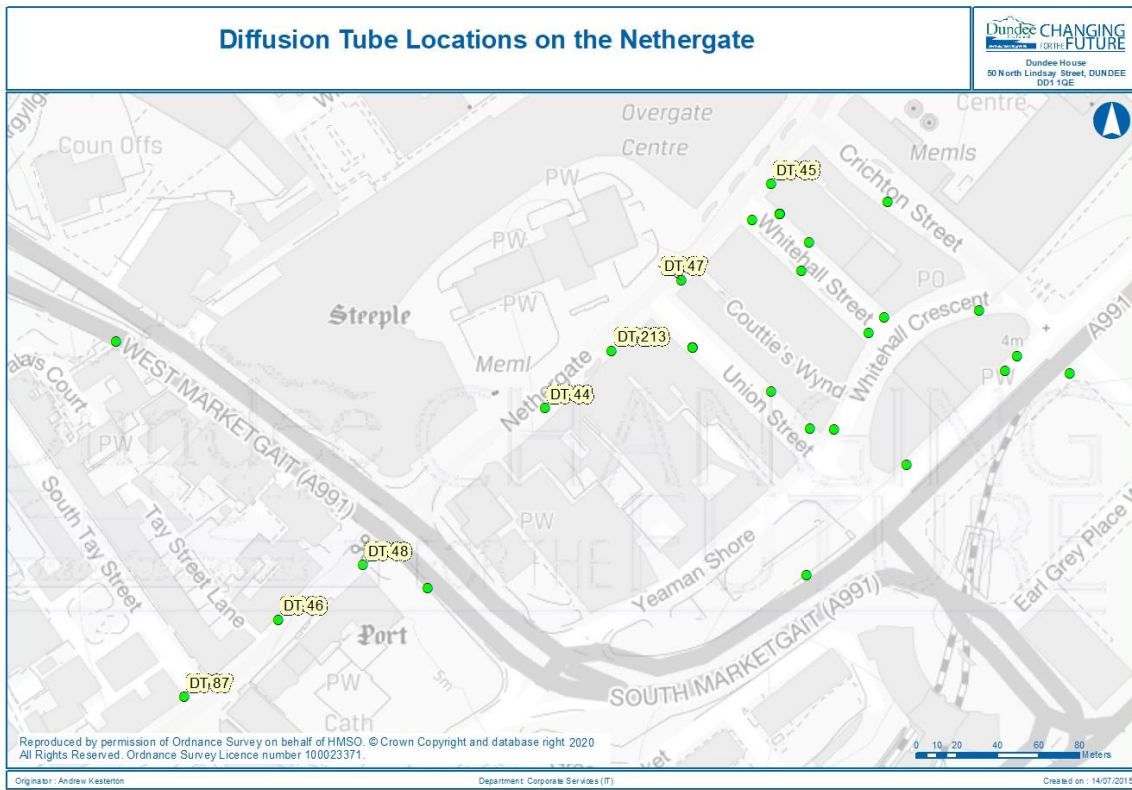 Diffusion Tube Locations on the Nethergate
Dundee CHANGING
FOR THE FUTURE
Dundee House
50 North Lindsay Street, DUNDEE
DD1 1QE
Coun Offs
Overgate
Centre
Centre
Memls
PW
DT 45
Crichton Street
PW
DT 47
Whitehall Street
PO
PW
Steeple
Whitehall Crescent
A991
DT 213
Couttie's Wynd
4m
Meml
PW
Nethergate
DT 44
Union Street
WEST MARKETGAIT (A991)
PW
South Tay Street
Tay Street Lane
PW
DT 48
Yeaman Shore
Earl Grey Place W
DT 46
Port
SOUTH MARKETGAIT (A991)
DT 87
PW
5m
Cath
CHANGING
Reproduced by permission of Ordnance Survey on behalf of HMSO. © Crown Copyright and database right 2020
All Rights Reserved. Ordnance Survey Licence number 100023371.
0 10 20 40 60 80
Meters
Originator : Andrew Kesterton
Department: Corporate Services (IT)
Created on : 14/07/2015